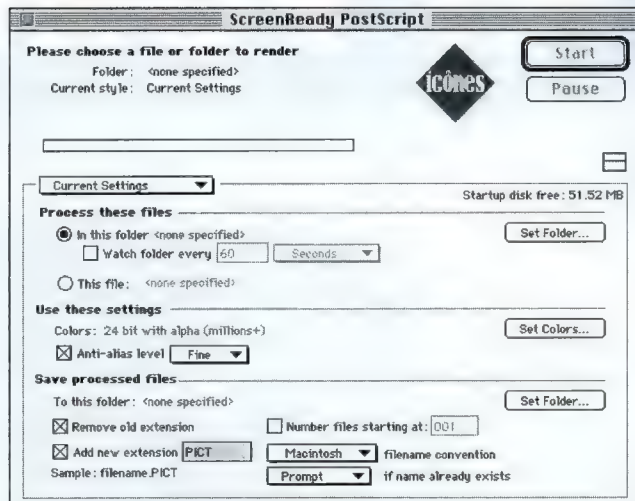 ScreenReady PostScript
Please choose a file or folder to render
Folder: <none specified>
Current style: Current Settings
icônes
Start
Pause
Current Settings
Startup disk free: 51.52 MB
Process these files
In this folder <none specified>
Set Folder...
Watch folder every 60 Seconds
This file: <none specified>
Use these settings
Colors: 24 bit with alpha (millions+)
Set Colors...
Anti-alias level Fine
Save processed files
To this folder: <none specified>
Set Folder...
Remove old extension
Number files starting at: 001
Add new extension PICT
Macintosh filename convention
Sample: filename.PICT
Prompt if name already exists